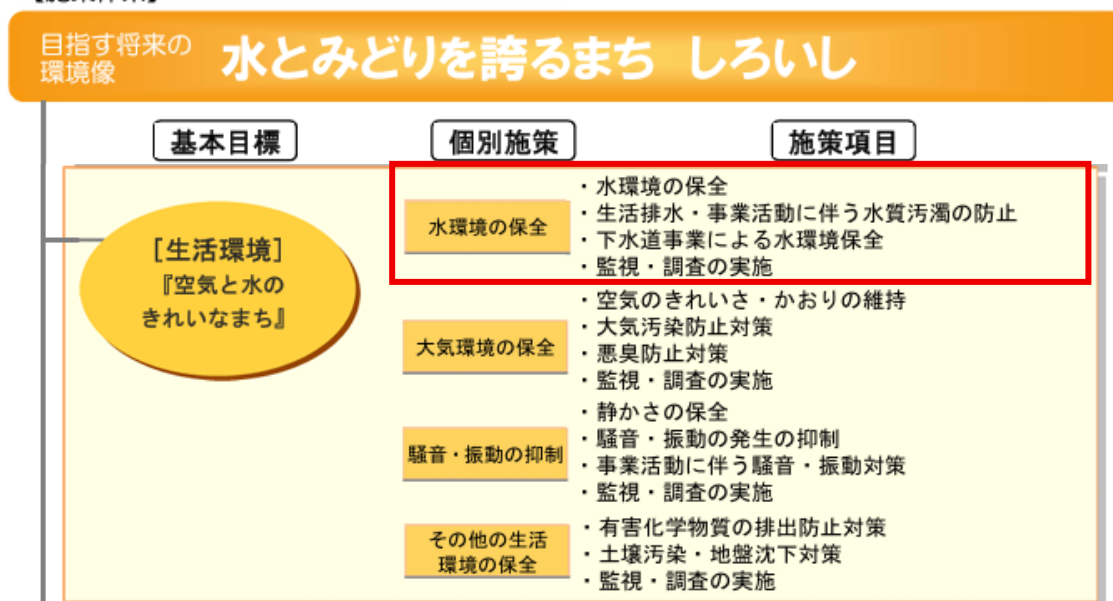 目指す将来の
環境像
水とみどりを誇るまち しろいし
基本目標
個別施策
施策項目
[生活環境]
『空気と水の
きれいなまち』
水環境の保全
・水環境の保全
・生活排水・事業活動に伴う水質汚濁の防止
・下水道事業による水環境保全
・監視・調査の実施
大気環境の保全
・空気のきれいさ・かおりの維持
・大気汚染防止対策
・悪臭防止対策
・監視・調査の実施
騒音・振動の抑制
・静かさの保全
・騒音・振動の発生の抑制
・事業活動に伴う騒音・振動対策
・監視・調査の実施
その他の生活
環境の保全
・有害化学物質の排出防止対策
・土壌汚染・地盤沈下対策
・監視・調査の実施